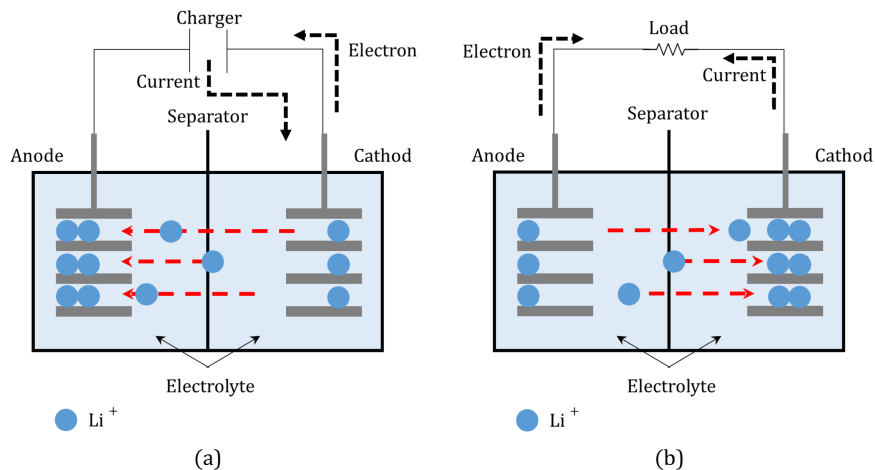 Charger
Electron
Current
Separator
Anode
Cathod
Electrolyte
Li +
(a)
Load
Electron
Current
Separator
Anode
Cathod
Electrolyte
Li +
(b)